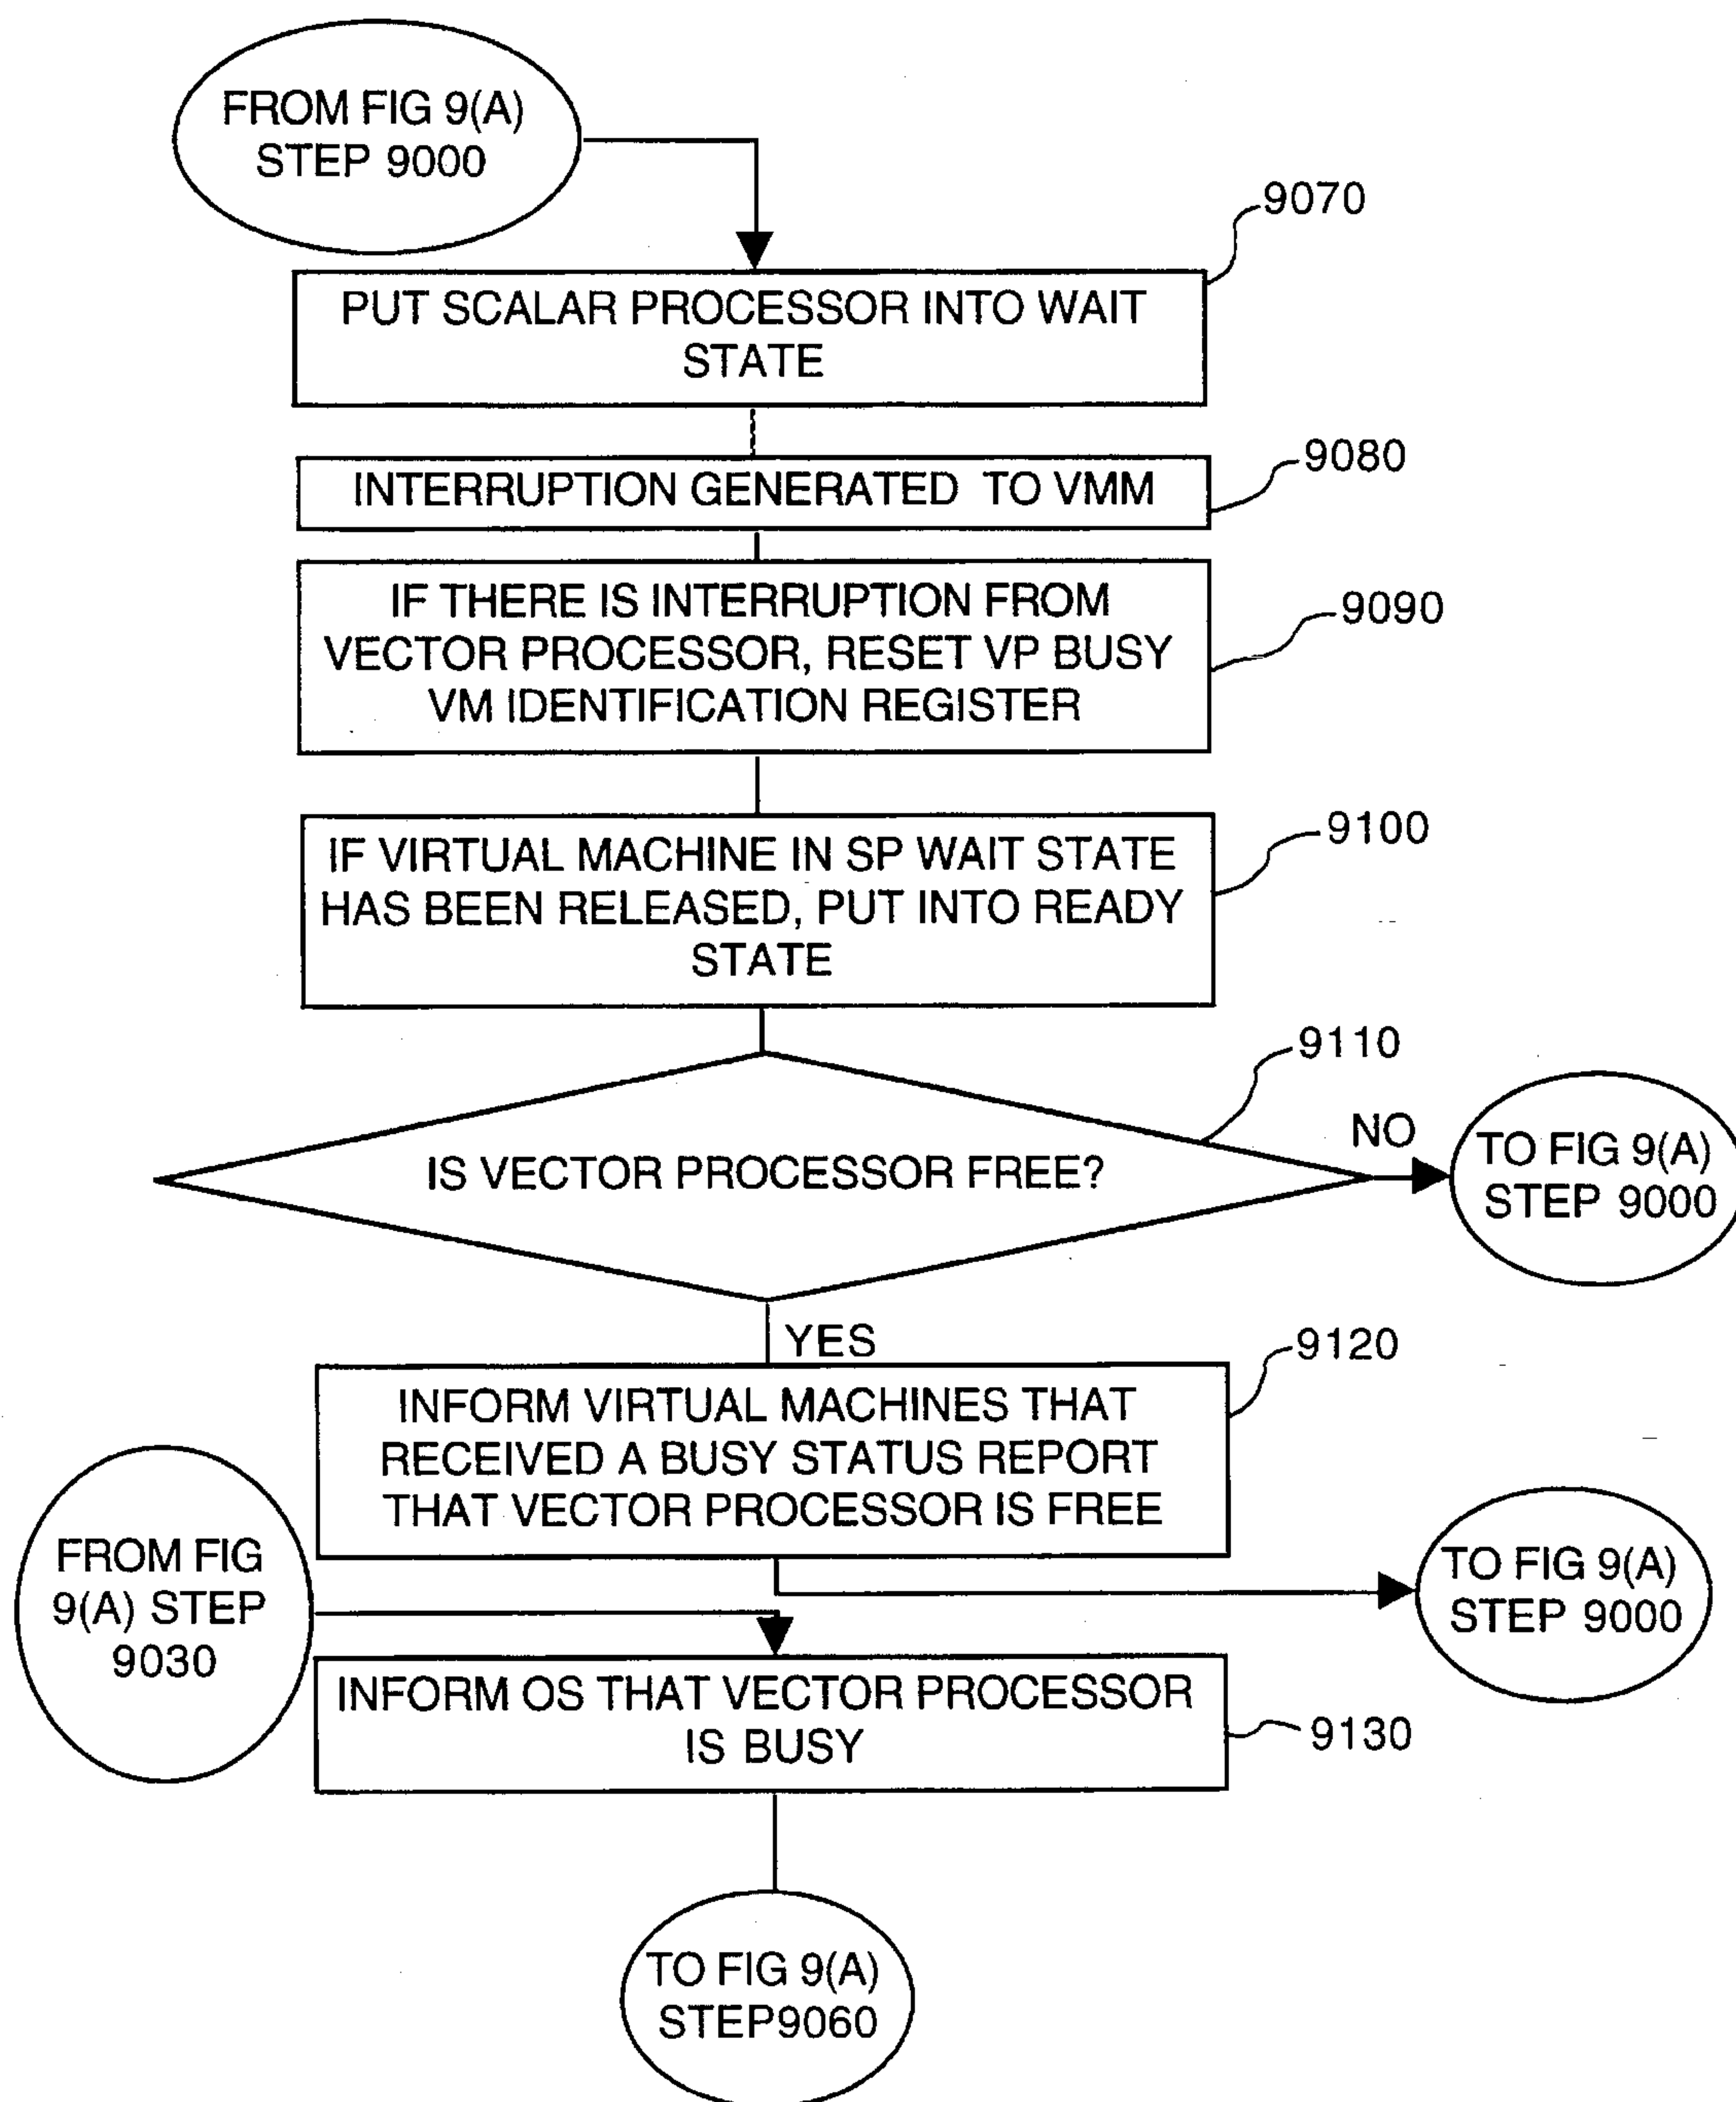 FROM FIG 9(A)
STEP 9000
9070
PUT SCALAR PROCESSOR INTO WAIT
STATE
9080
INTERRUPTION GENERATED TO VMM
IF THERE IS INTERRUPTION FROM
VECTOR PROCESSOR, RESET VP BUSY
VM IDENTIFICATION REGISTER
9090
9100
IF VIRTUAL MACHINE IN SP WAIT STATE
HAS BEEN RELEASED, PUT INTO READY
STATE
9110
IS VECTOR PROCESSOR FREE?
NO
TO FIG 9(A)
STEP 9000
YES
9120
INFORM VIRTUAL MACHINES THAT
RECEIVED A BUSY STATUS REPORT
THAT VECTOR PROCESSOR IS FREE
TO FIG 9(A)
STEP 9000
FROM FIG
9(A) STEP
9030
INFORM OS THAT VECTOR PROCESSOR
IS BUSY
9130
TO FIG 9(A)
STEP9060